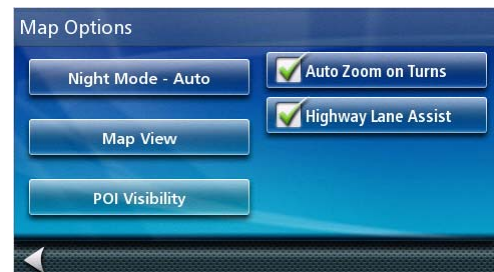 Map Options
Night Mode - Auto
Map View
POI Visibility
Auto Zoom on Turns
Highway Lane Assist